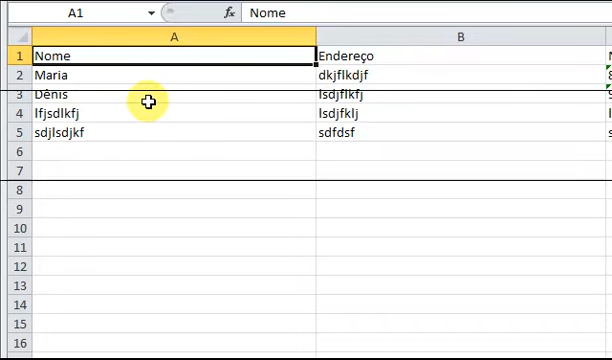 A1 fx Nome
A B
1 Nome Endereço
2 Maria dkjflkdjf
3 Dênis lsdjflkfj
4 lfjsdlkfj lsdjfklj
5 sdjlsdjkf sdfdsf
6
7
8
9
10
11
12
13
14
15
16